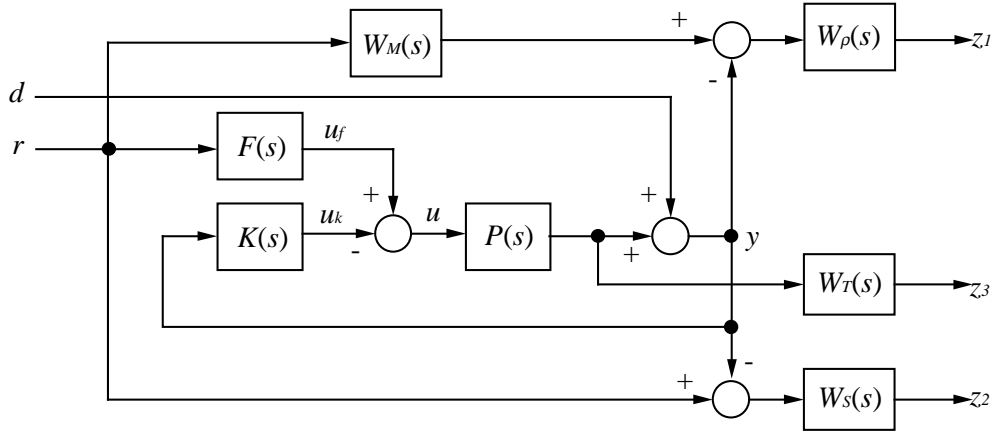 W_M(s) + - W_ρ(s) z_1
d
r F(s) u_f + +
K(s) u_k - u P(s) + y
W_T(s) z_3
-
+ W_S(s) z_2